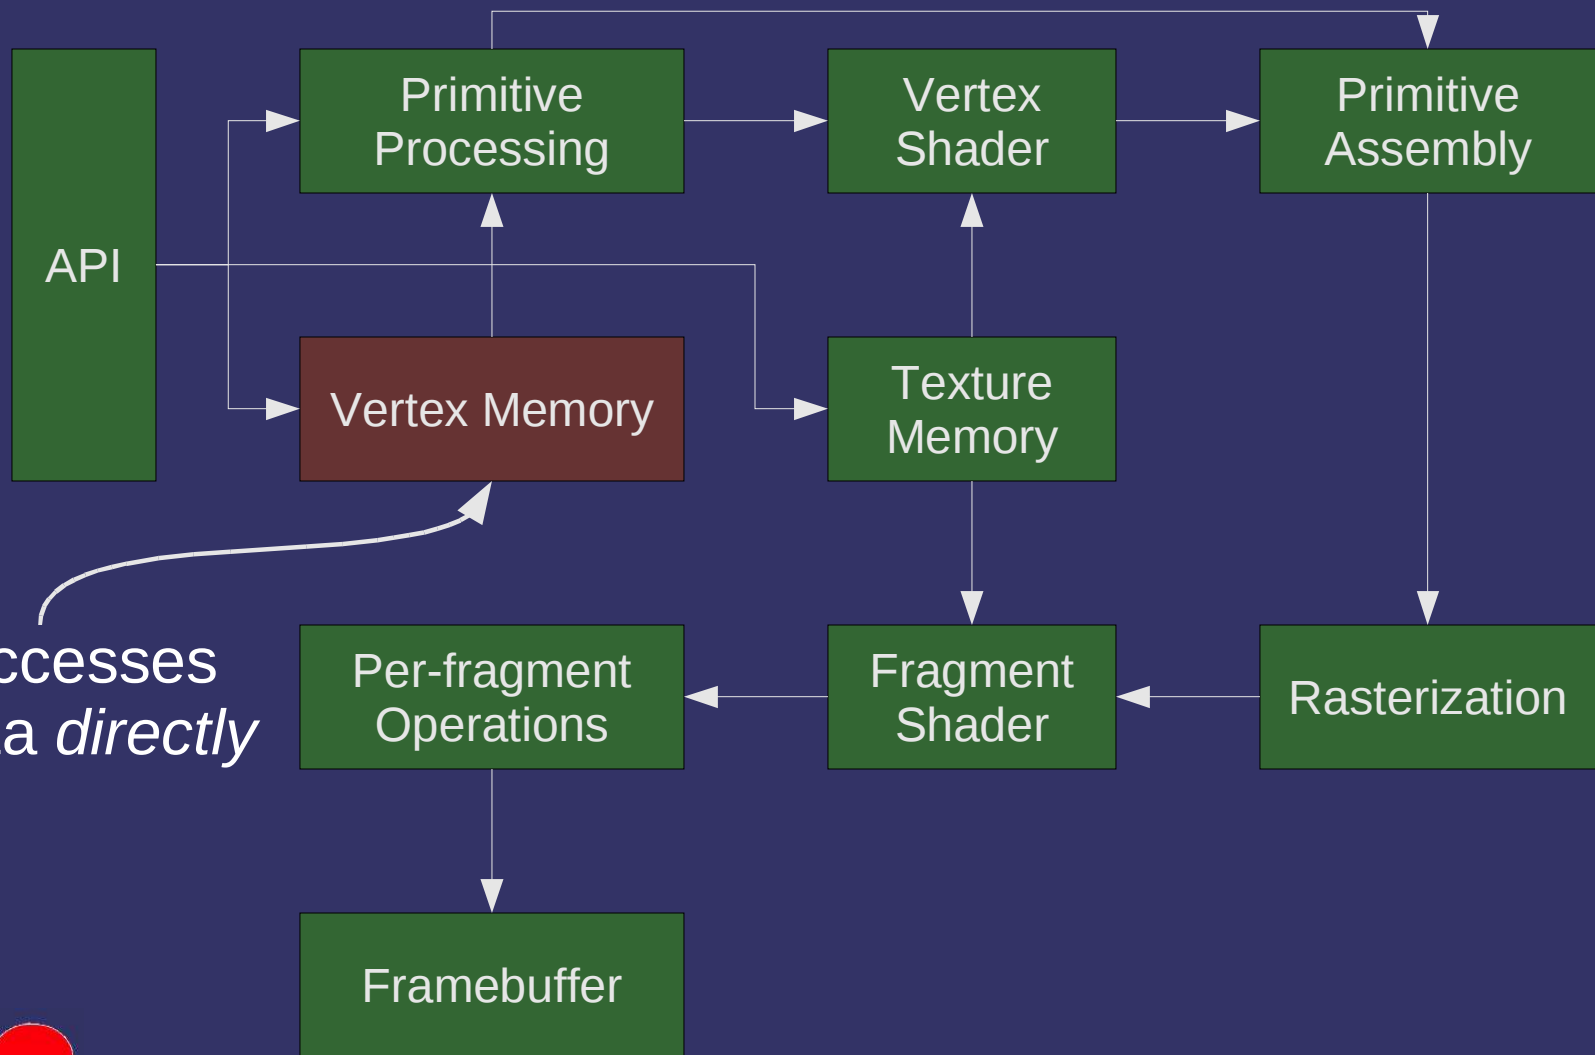 Primitive
Processing
Vertex
Shader
Primitive
Assembly
API
Vertex Memory
Texture
Memory
directly
Per-fragment
Operations
Fragment
Shader
Rasterization
Framebuffer